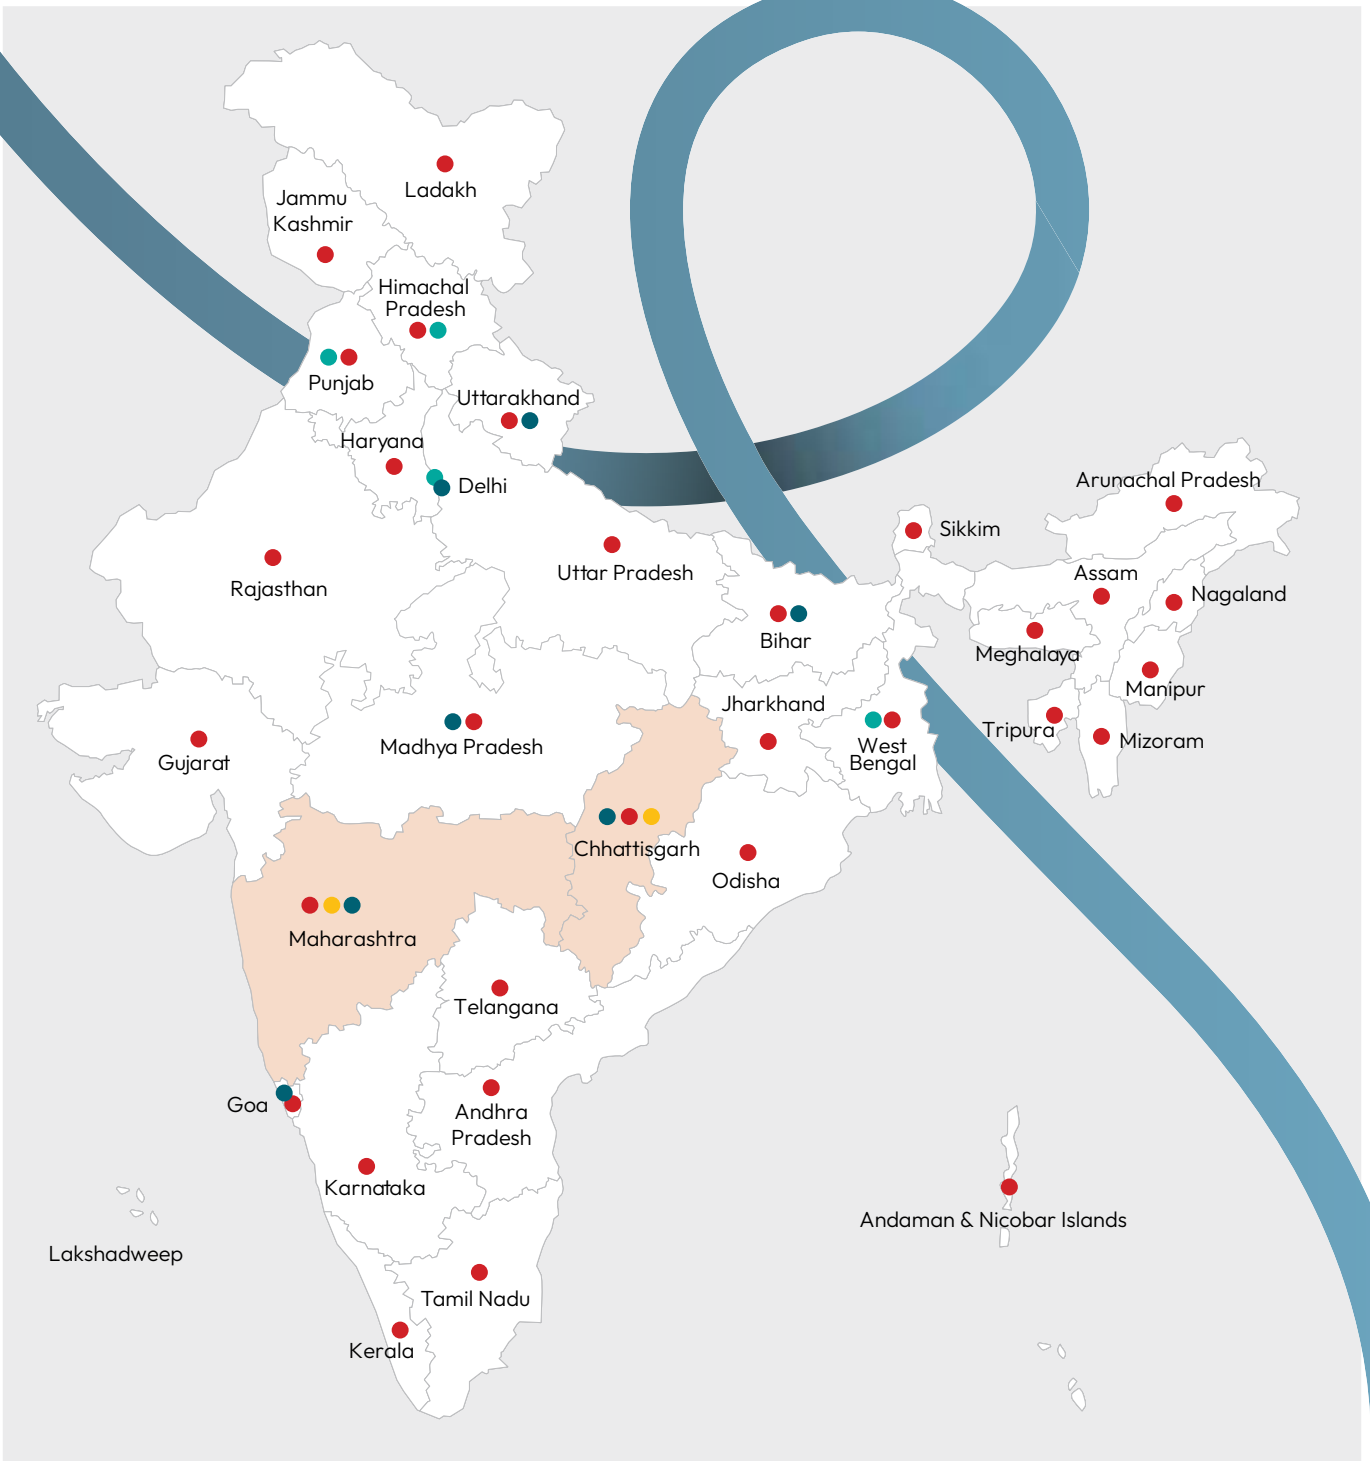 Ladakh
Jammu
Kashmir
Himachal
Pradesh
Punjab
Uttarakhand
Haryana
Delhi
Arunachal Pradesh
Sikkim
Uttar Pradesh
Assam
Rajasthan
Nagaland
Bihar
Meghalaya
Manipur
Jharkhand
Tripura
Mizoram
West
Bengal
Madhya Pradesh
Gujarat
Chhattisgarh
Odisha
Maharashtra
Telangana
Goa
Andhra
Pradesh
Karnataka
Andaman & Nicobar Islands
Lakshadweep
Tamil Nadu
Kerala